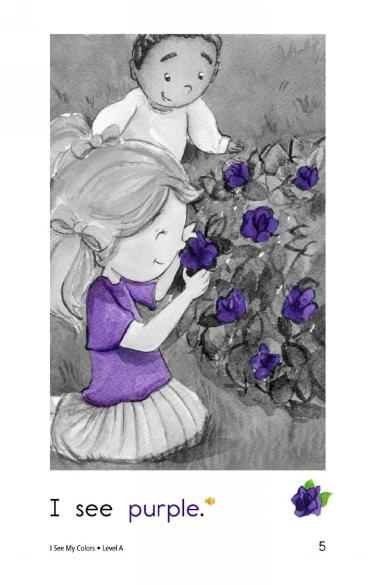 I see purple.
I See My Colors • Level A
5